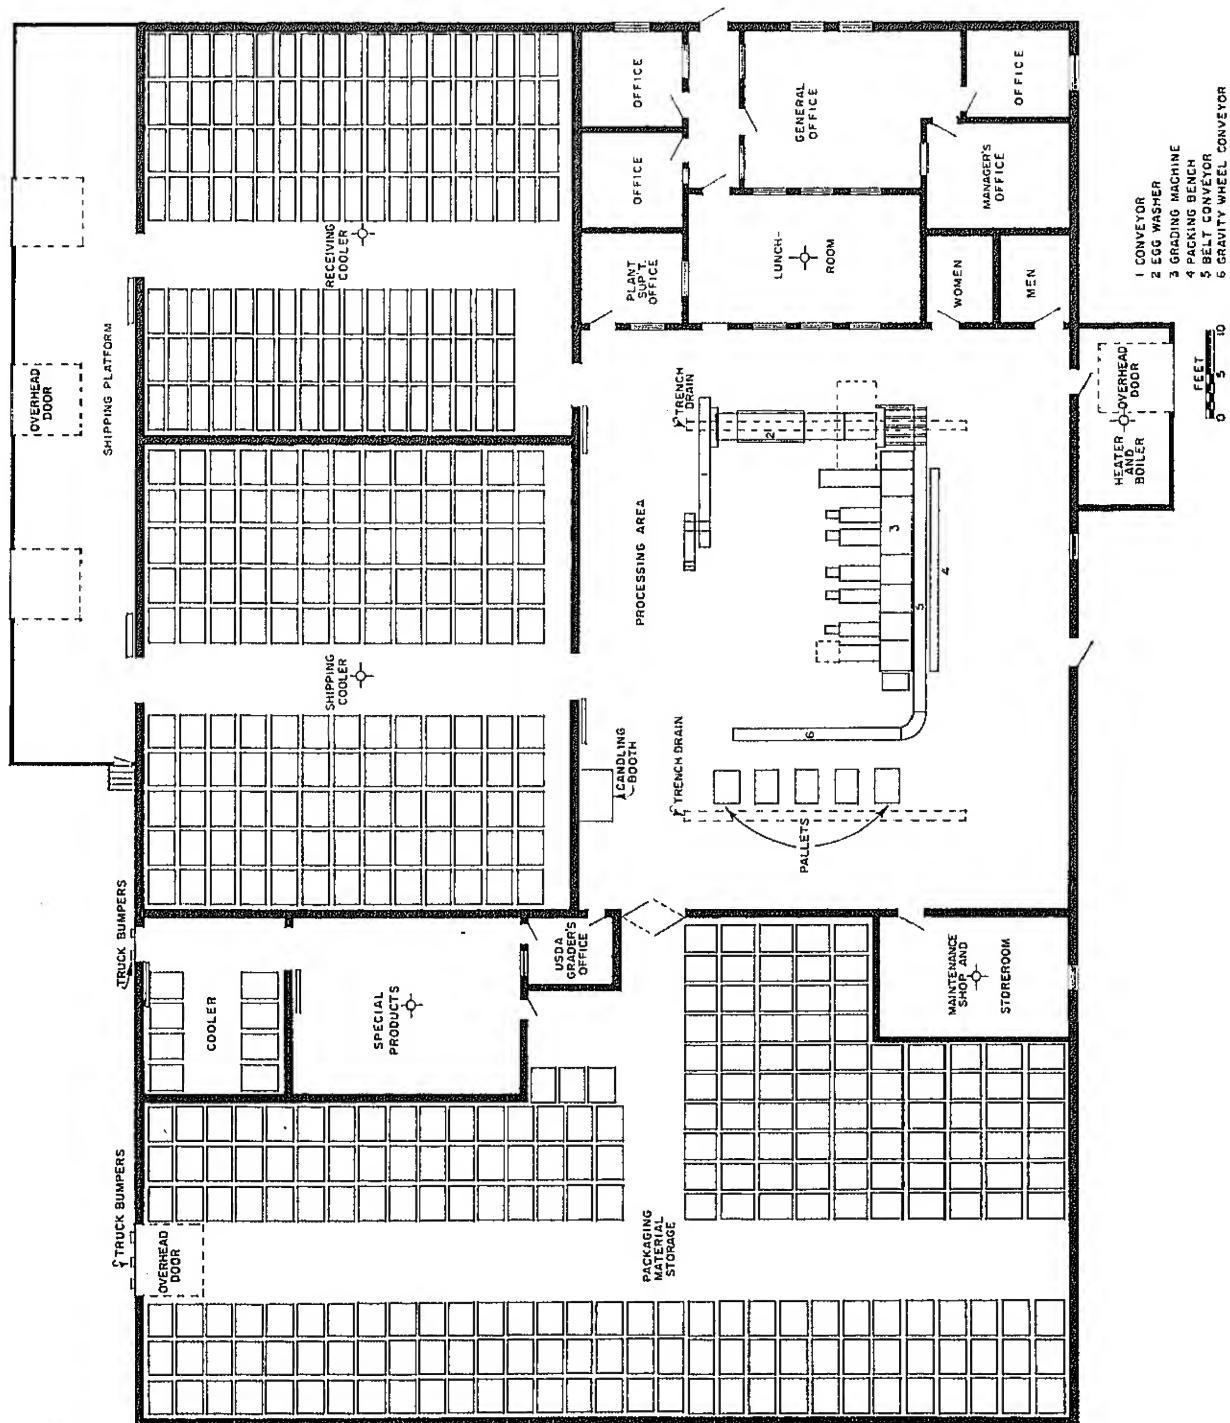 OVERHEAD
DOOR
SHIPPING PLATFORM
RECEIVING
COOLER
SHIPPING
COOLER
TRUCK BUMPERS
COOLER
SPECIAL
PRODUCTS
TRUCK BUMPERS
OVERHEAD
DOOR
OFFICE
OFFICE
PLANT
SUP'T.
OFFICE
GENERAL
OFFICE
OFFICE
MANAGER'S
OFFICE
LUNCH-
ROOM
WOMEN
MEN
PROCESSING AREA
TRENCH
DRAIN
2
3
4
5
6
CANDLING
BOOTH
TRENCH DRAIN
PALLETS
USDA
GRADER'S
OFFICE
MAINTENANCE
SHOP AND
STOREROOM
PACKAGING
MATERIAL
STORAGE
OVERHEAD
DOOR
HEATER
AND
BOILER
1 CONVEYOR
2 EGG WASHER
3 GRADING MACHINE
4 PACKING BENCH
5 BELT CONVEYOR
6 GRAVITY WHEEL CONVEYOR
FEET
0 5 10